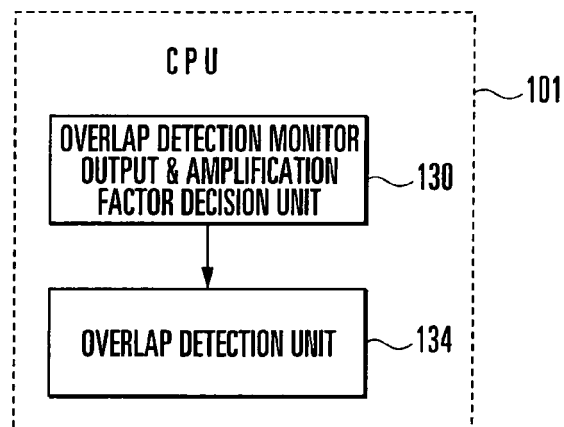 CPU
101
OVERLAP DETECTION MONITOR
OUTPUT & AMPLIFICATION
FACTOR DECISION UNIT
130
OVERLAP DETECTION UNIT
134